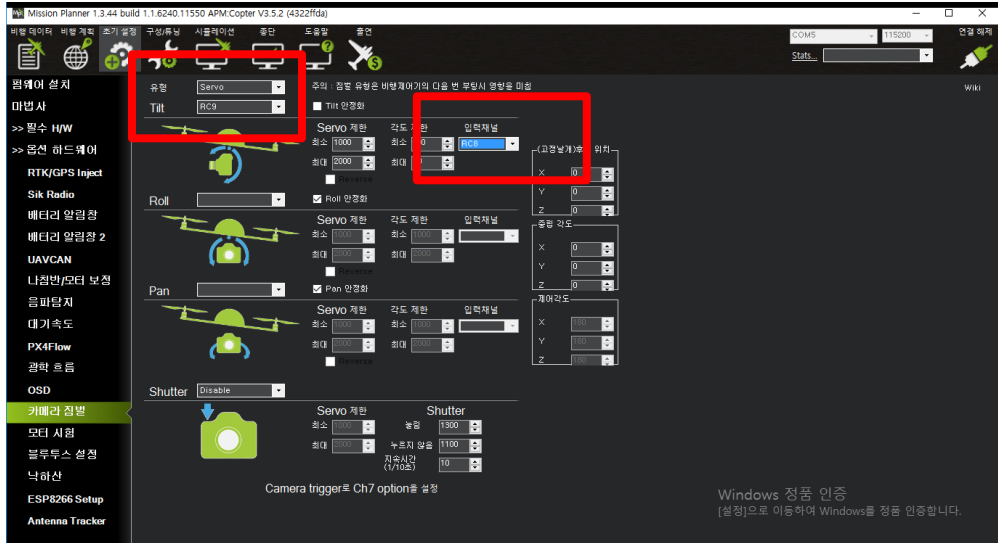 Mission Planner 1.3.44 build 1.1.6240.11550 APM:Copter V3.5.2 (4322ffda)
비행 데이터 비행 계획 초기 설정 구성/튜닝 시뮬레이션 종단 도움말 출연
COM5 115200 연결 해제
Stats...
펌웨어 설치
마법사
>> 필수 H/W
>> 옵션 하드웨어
RTK/GPS Inject
Sik Radio
배터리 알림창
배터리 알림창 2
UAVCAN
나침반/모터 보정
음파탐지
대기속도
PX4Flow
광학 흐름
OSD
카메라 짐벌
모터 시험
블루투스 설정
낙하산
ESP8266 Setup
Antenna Tracker
유형 Servo 주의 : 짐벌 유형은 비행제어기의 다음 번 부팅시 영향을 미침 Wiki
Tilt RC9 Tilt 안정화
Servo 제한 각도 제한 입력채널
최소 1000 최소 RC8
최대 2000 최대
Reverse
Roll Roll 안정화
Servo 제한 각도 제한 입력채널
최소 1000 최소 1000
최대 2000 최대 2000
Reverse
Pan Pan 안정화
Servo 제한 각도 제한 입력채널
최소 1000 최소 1000
최대 2000 최대 2000
Reverse
(고정날개)후 위치
X 0
Y 0
Z 0
중립 각도
X 0
Y 0
Z 0
제어각도
X 180
Y 180
Z 180
Shutter Disable
Servo 제한 Shutter
최소 1000 눌림 1300
최대 2000 누르지 않음 1100
지속시간 (1/10초) 10
Camera trigger로 Ch7 option을 설정
Windows 정품 인증
[설정]으로 이동하여 Windows를 정품 인증합니다.